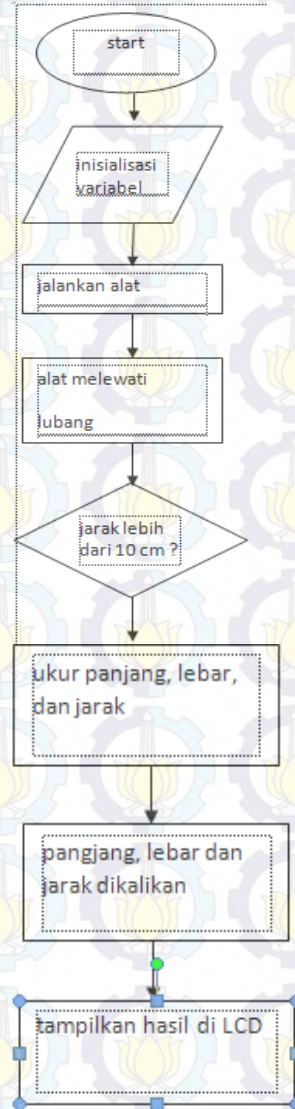 start
inisialisasi
variabel
jalankan alat
alat melewati
lubang
jarak lebih
dari 10 cm ?
ukur panjang, lebar,
dan jarak
pangjang, lebar dan
jarak dikalikan
tampilkan hasil di LCD